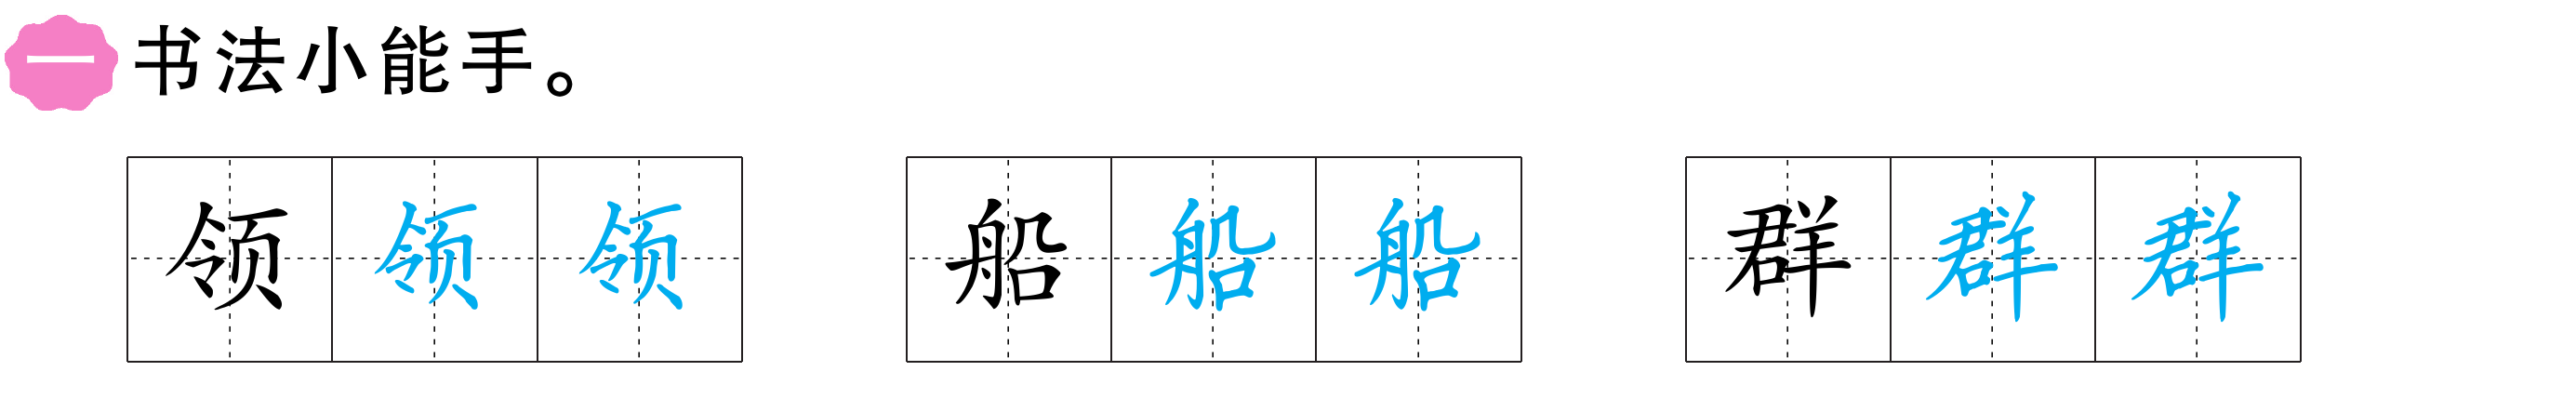 一 书法小能手。
领 领 领 船 船 船 群 群 群